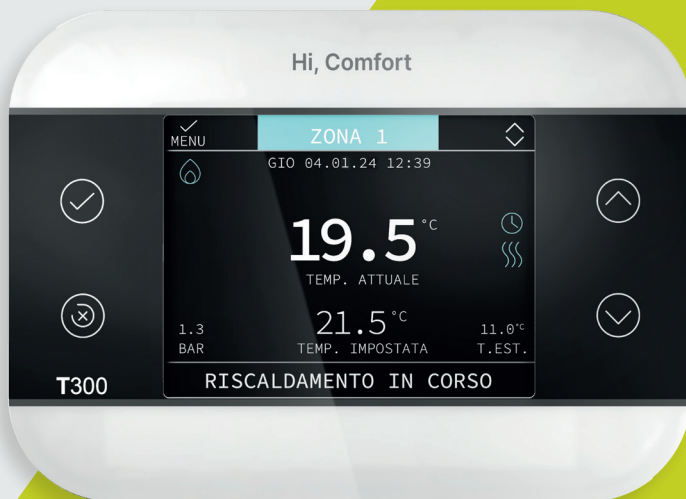 Hi, Comfort
MENU
ZONA 1
GIO 04.01.24 12:39
19.5°C
TEMP. ATTUALE
1.3
BAR
21.5°C
TEMP. IMPOSTATA
11.0°C
T.EST.
T300
RISCALDAMENTO IN CORSO